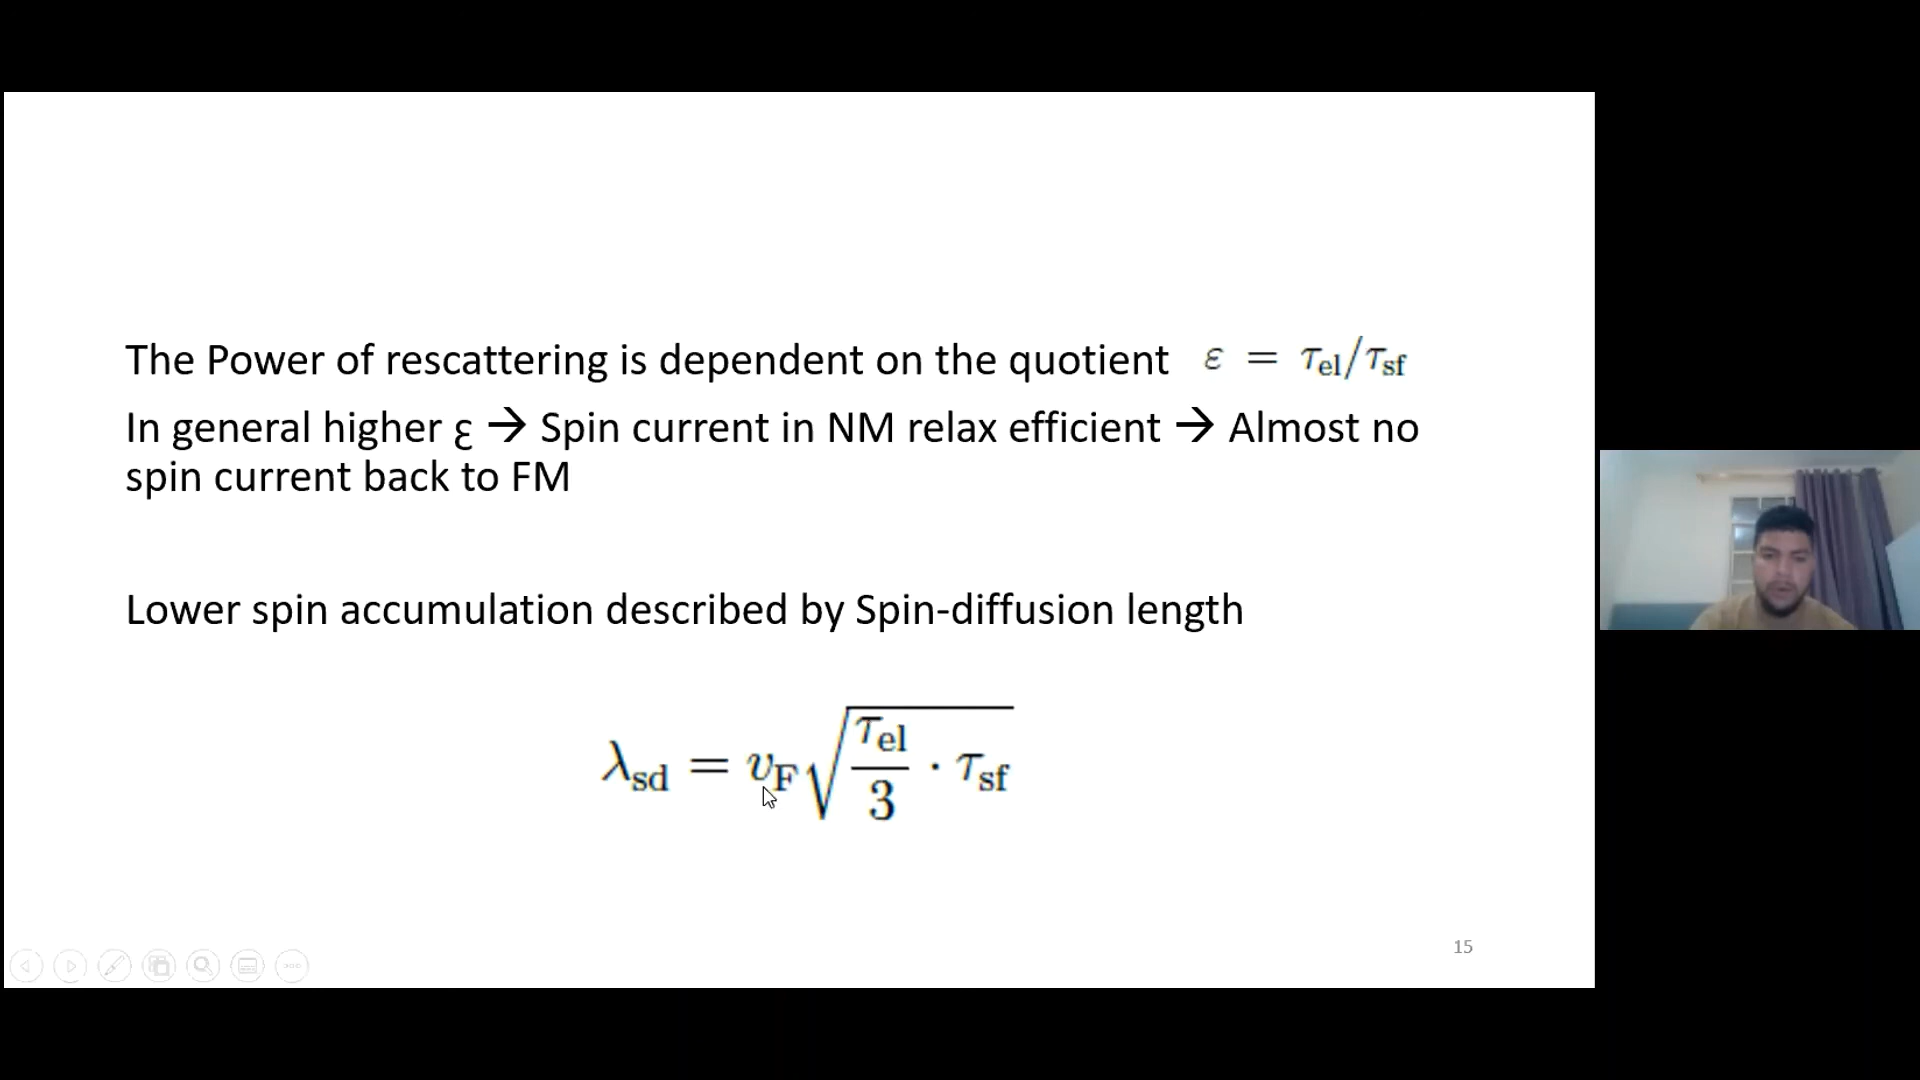 The Power of rescattering is dependent on the quotient ε = τel/τsf
In general higher ε → Spin current in NM relax efficient → Almost no
spin current back to FM
Lower spin accumulation described by Spin-diffusion length
λsd = vF√(τel/3 · τsf)
15